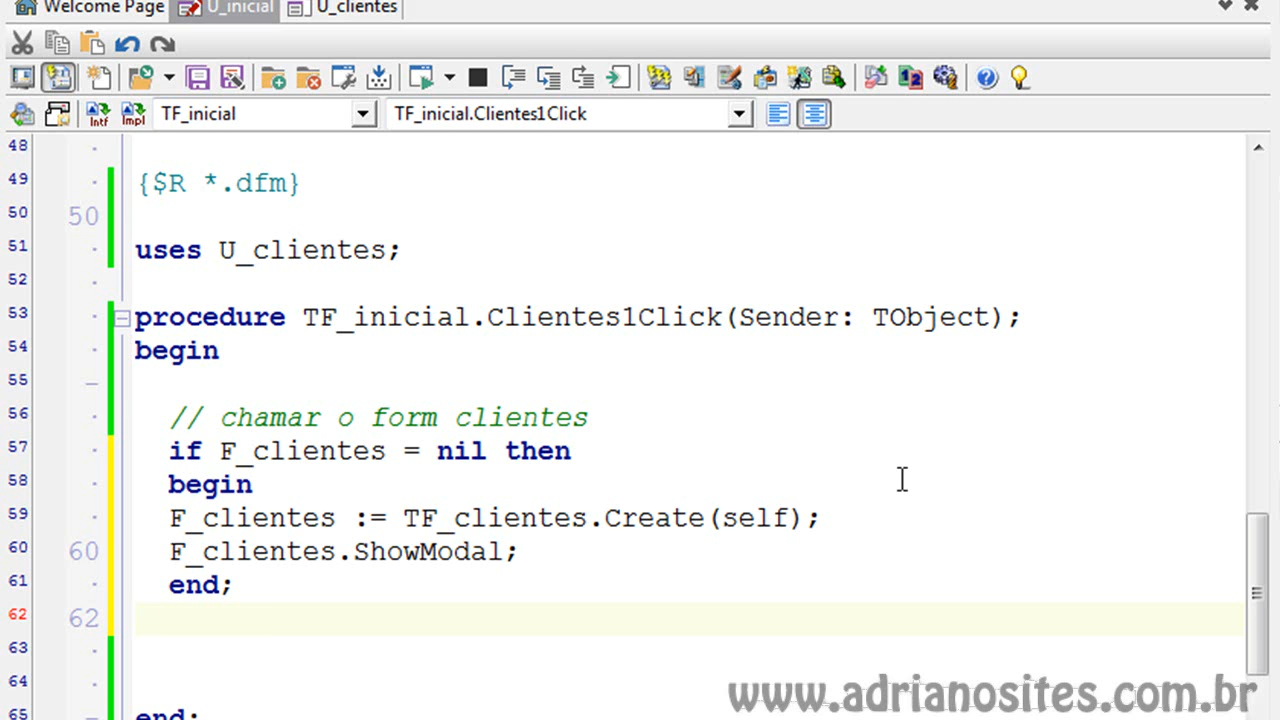 Welcome Page U_inicial U_clientes
TF_inicial TF_inicial.Clientes1Click
48
49 {$R *.dfm}
50 50
51 uses U_clientes;
52
53 procedure TF_inicial.Clientes1Click(Sender: TObject);
54 begin
55
56 // chamar o form clientes
57 if F_clientes = nil then
58 begin
59 F_clientes := TF_clientes.Create(self);
60 60 F_clientes.ShowModal;
61 end;
62 62
63
64
65 end;
www.adrianosites.com.br